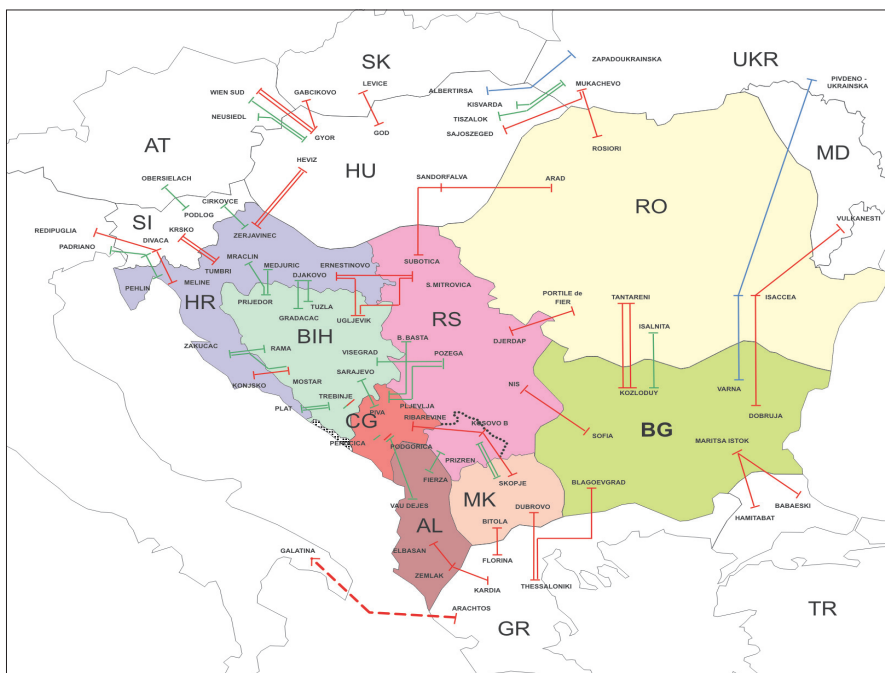 SK
UKR
ZAPADOUKRAINSKA
PIVDENO -
UKRAINSKA
WIEN SUD
GABCIKOVO
LEVICE
ALBERTIRSA
MUKACHEVO
KISVARDA
NEUSIEDL
TISZALOK
SAJOSZEGED
GYOR
GOD
ROSIORI
AT
MD
HEVIZ
HU
OBERSIELACH
SANDORFALVA
ARAD
CIRKOVCE
RO
PODLOG
SI
VULKANESTI
REDIPUGLIA
KRSKO
ZERJAVINEC
DIVACA
PADRIANO
MRACLIN
MEDJURIC
ERNESTINOVO
SUBOTICA
TUMBRI
DJAKOVO
MELINE
S.MITROVICA
PEHLIN
HR
PRIJEDOR
TUZLA
GRADACAC
UGLJEVIK
RS
PORTILE de
FIER
TANTARENI
ISACCEA
ISALNITA
BIH
B. BASTA
DJERDAP
ZAKUCAC
RAMA
VISEGRAD
POZEGA
SARAJEVO
KONJSKO
MOSTAR
NIS
KOZLODUY
VARNA
TREBINJE
PLAT
PIVA
PLJEVLJA
CG
RIBAREVINE
KOSOVO B
DOBRUJA
SOFIA
BG
PODGORICA
MARITSA ISTOK
PRIZREN
FIERZA
SKOPJE
BLAGOEVGRAD
VAU DEJES
MK
DUBROVO
BABAESKI
HAMITABAT
AL
BITOLA
ELBASAN
GALATINA
FLORINA
ZEMLAK
KARDIA
THESSALONIKI
ARACHTOS
GR
TR